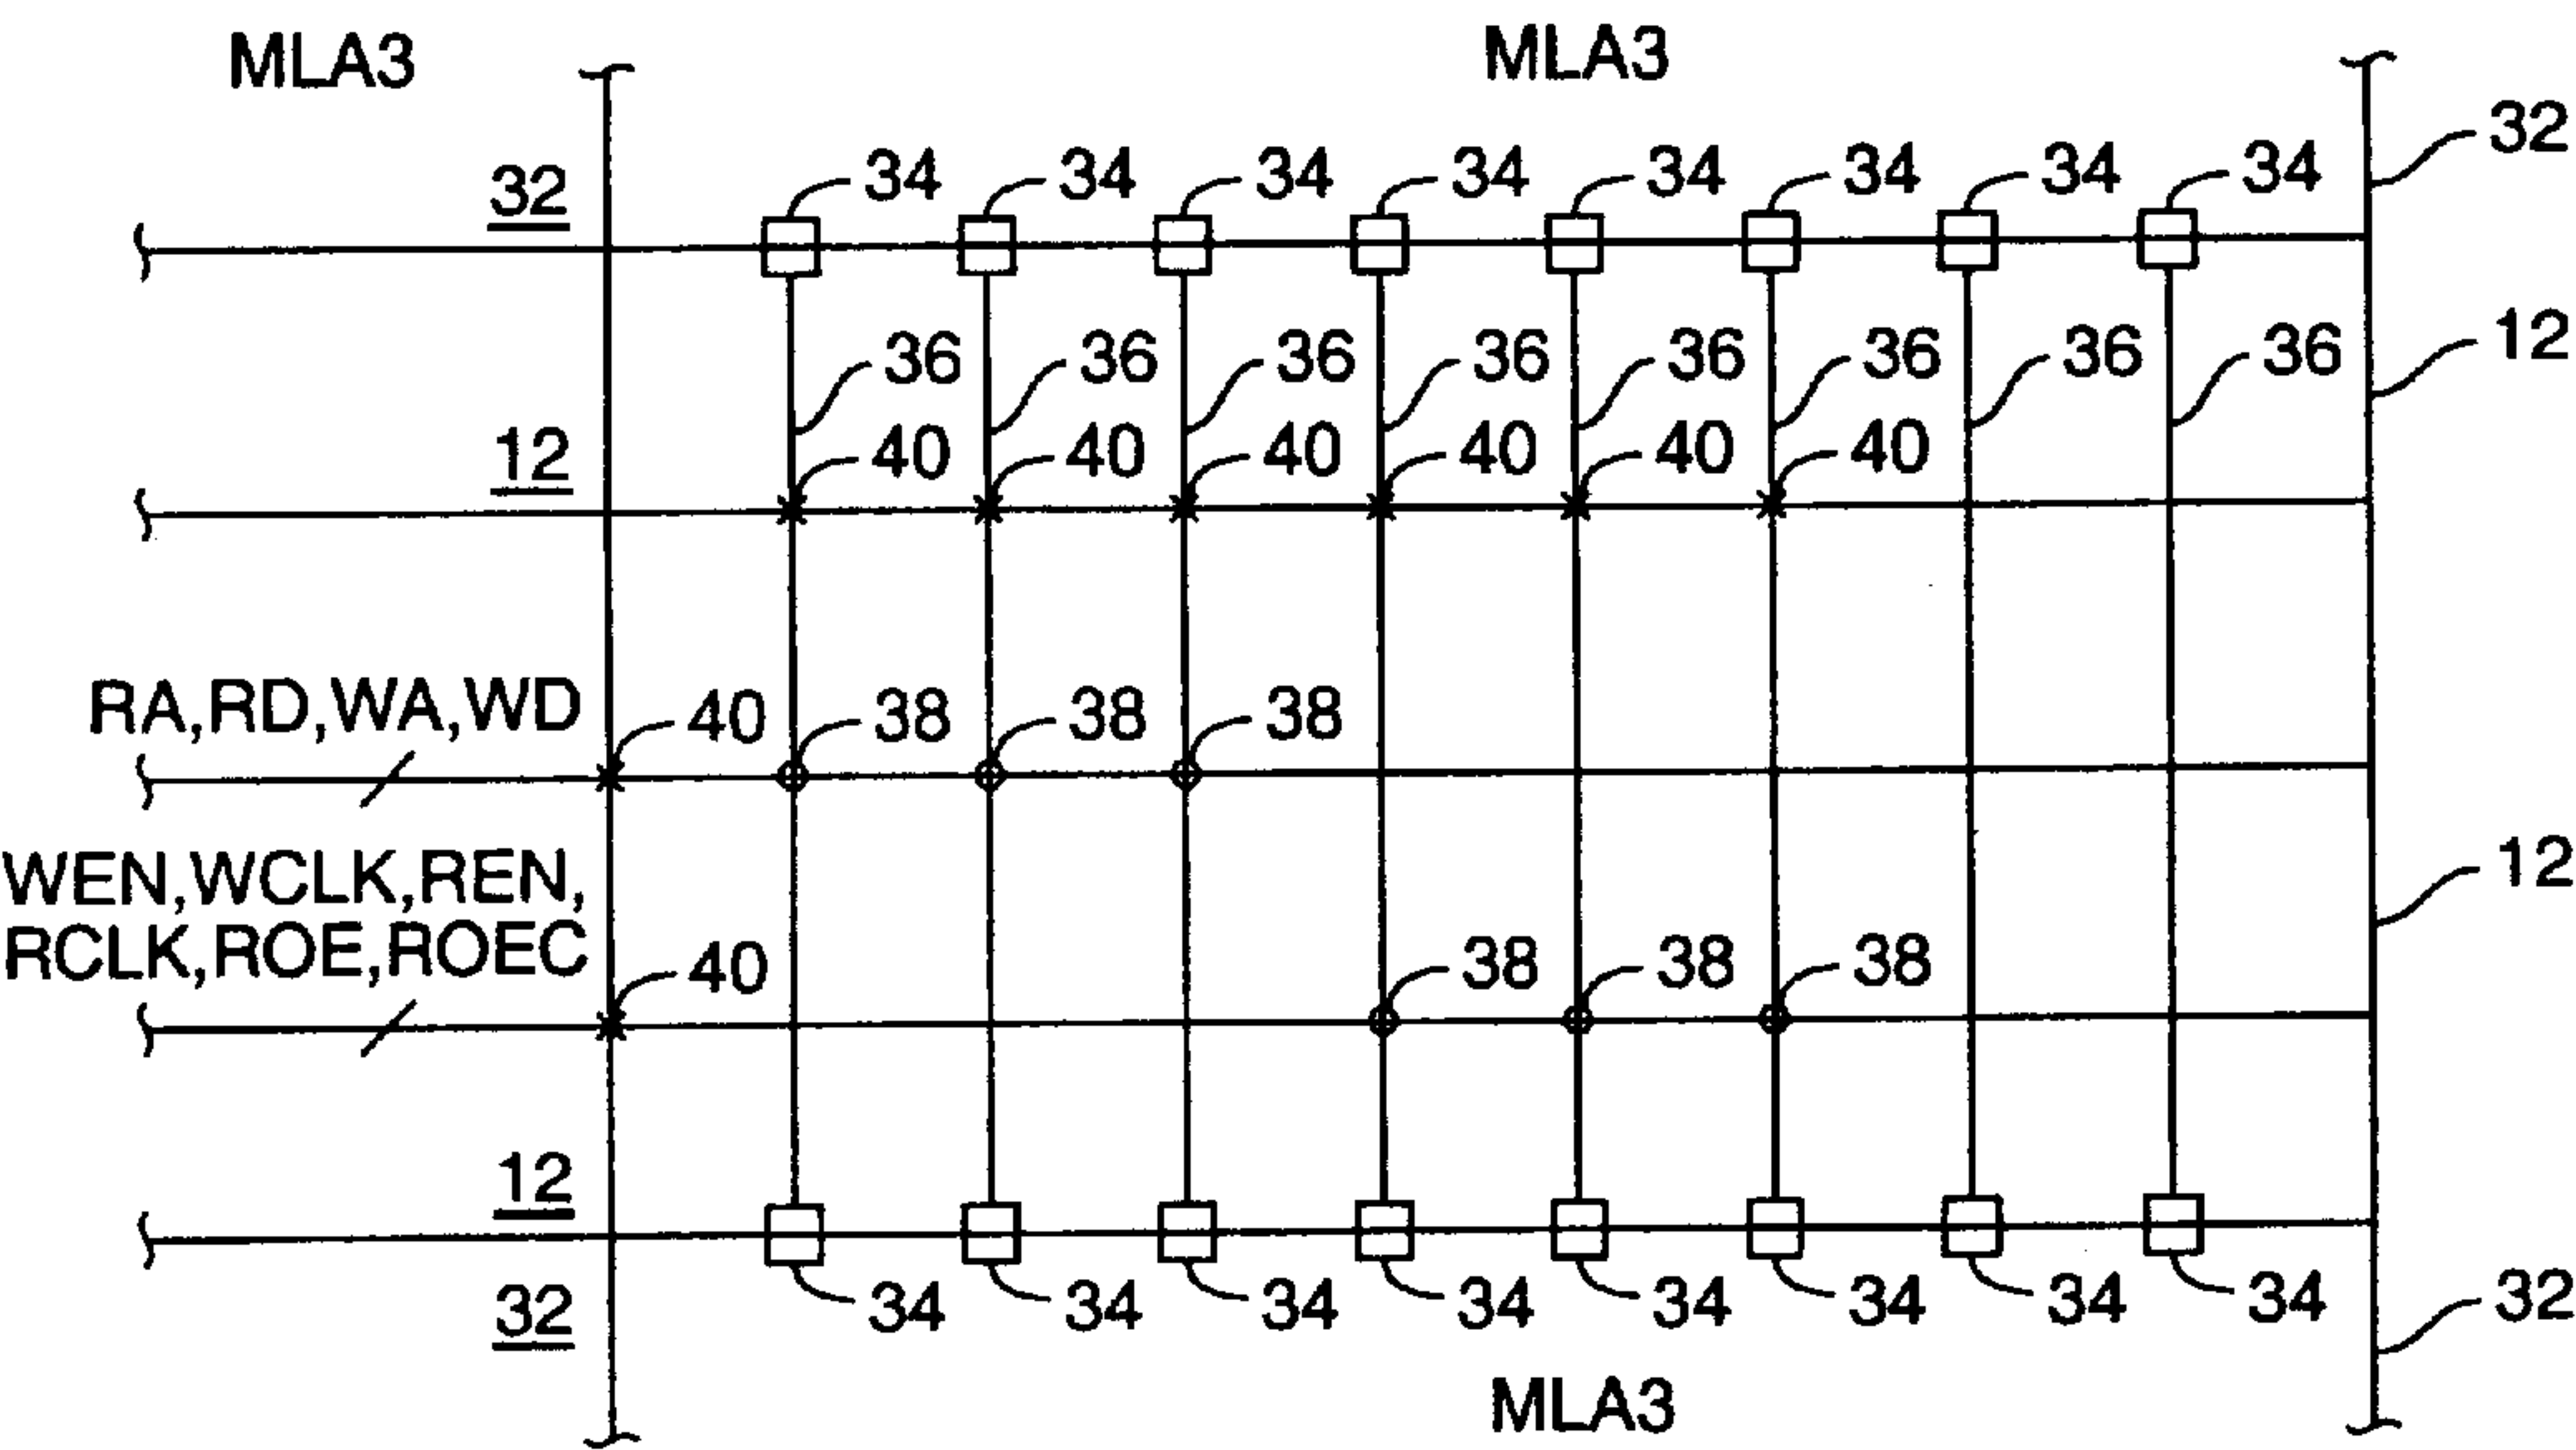 MLA3 MLA3
32
34 34 34 34 34 34 34 34
32
12
36 36 36 36 36 36 36 36
12
40 40 40 40 40 40
RA,RD,WA,WD
40 38 38 38
WEN,WCLK,REN,
RCLK,ROE,ROEC
12
40 38 38 38
12
34 34 34 34 34 34 34 34
32
32
MLA3